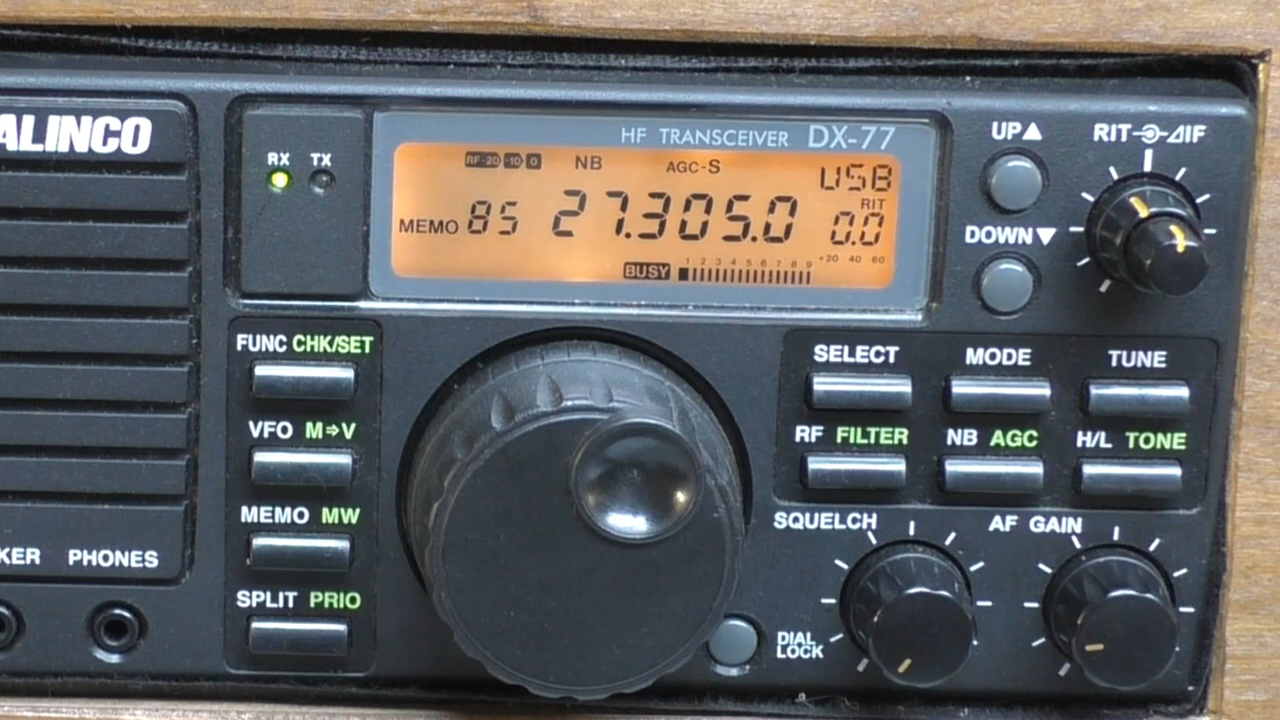 ALINCO
RX TX
HF TRANSCEIVER DX-77
RF-20 -10 0 NB AGC-S USB
RIT
MEMO 85 27.305.0 0.0
BUSY 1 2 3 4 5 6 7 8 9 +20 40 60
UP▲ RIT ΔIF
DOWN▼
FUNC CHK/SET
VFO M⇒V
MEMO MW
SPLIT PRIO
SELECT MODE TUNE
RF FILTER NB AGC H/L TONE
SQUELCH AF GAIN
DIAL
LOCK
KER PHONES